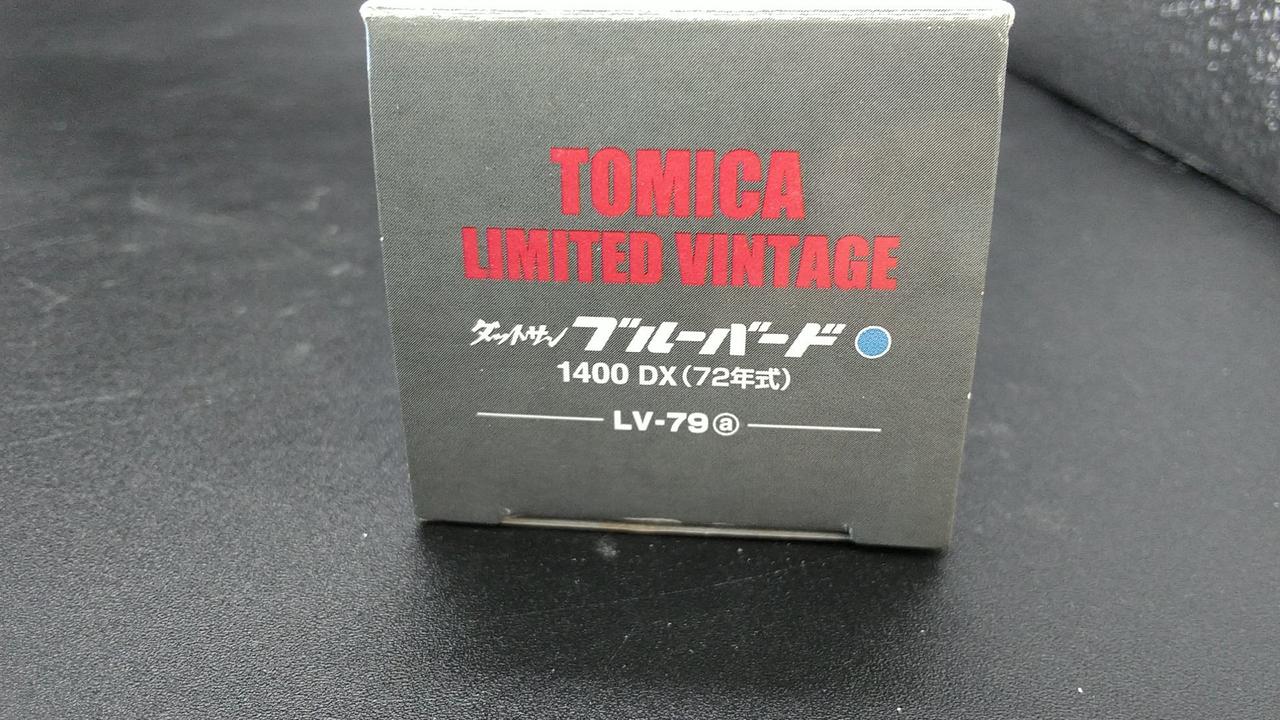 TOMICA
LIMITED VINTAGE
ダットサン ブルーバード
1400 DX(72年式)
LV-79ⓐ